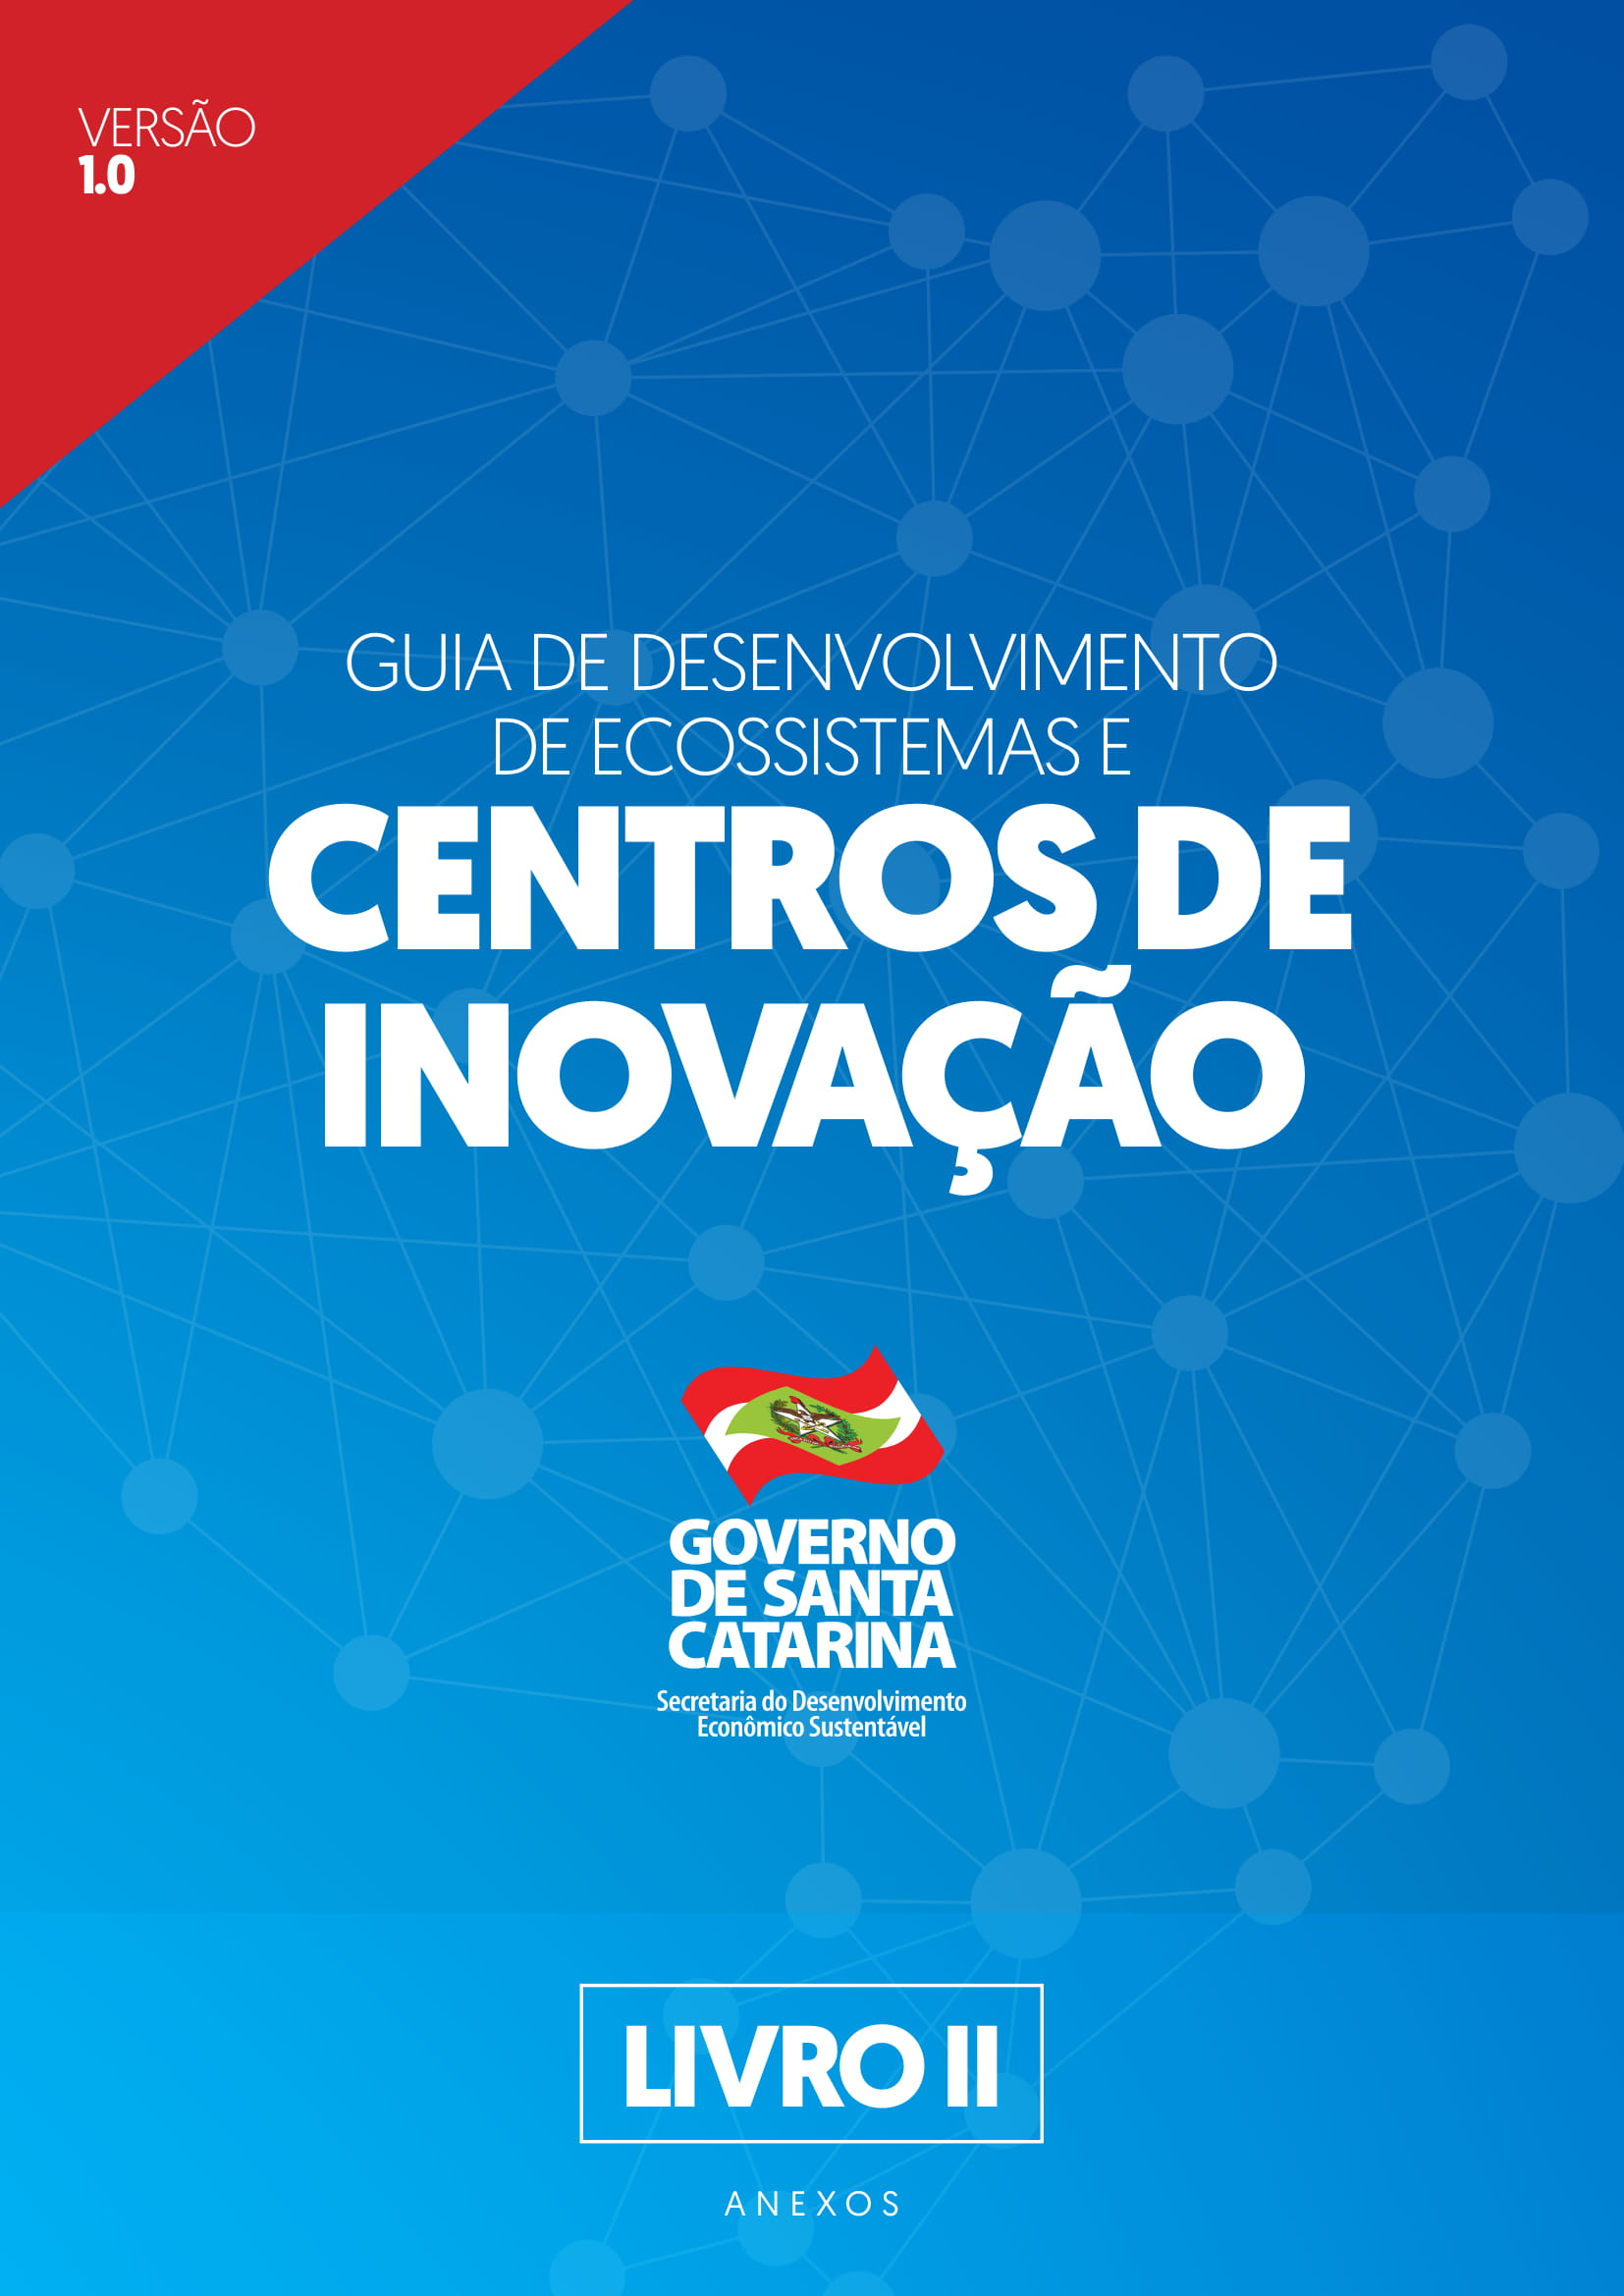 VERSÃO
1.0
GUIA DE DESENVOLVIMENTO
DE ECOSSISTEMAS E
CENTROS DE
INOVAÇÃO
GOVERNO
DE SANTA
CATARINA
Secretaria do Desenvolvimento
Econômico Sustentável
LIVRO II
ANEXOS